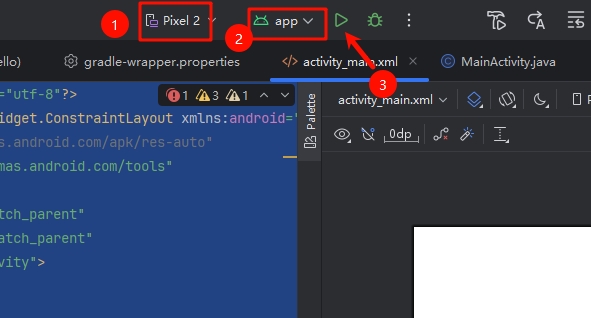 1 Pixel 2 2 app
3
ello) gradle-wrapper.properties activity_main.xml MainActivity.java
="utf-8"?> 1 3 1
idget.ConstraintLayout xmlns:android="
s.android.com/apk/res-auto"
mas.android.com/tools"
atch_parent"
atch_parent"
vity">
Palette
activity_main.xml P
0dp